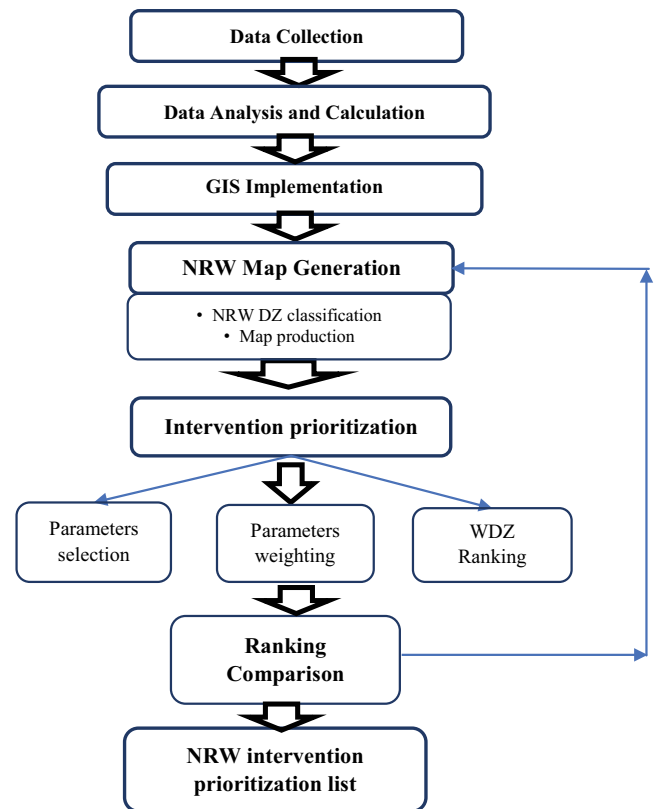 Data Collection
Data Analysis and Calculation
GIS Implementation
NRW Map Generation
• NRW DZ classification
• Map production
Intervention prioritization
Parameters
selection
Parameters
weighting
WDZ
Ranking
Ranking
Comparison
NRW intervention
prioritization list